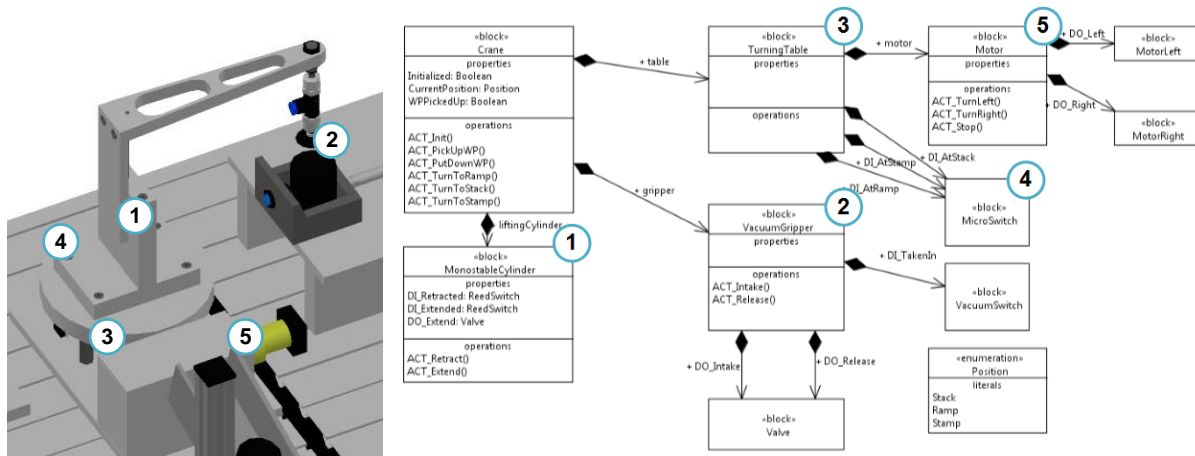 2
1
4
3
5
«block»
Crane
properties
Initialized: Boolean
CurrentPosition: Position
WPPickedUp: Boolean
operations
ACT_Init()
ACT_PickUpWP()
ACT_PutDownWP()
ACT_TurnToRamp()
ACT_TurnToStack()
ACT_TurnToStamp()
+ table
+ gripper
liftingCylinder
1
«block»
MonostableCylinder
properties
DI_Retracted: ReedSwitch
DI_Extended: ReedSwitch
DO_Extend: Valve
operations
ACT_Retract()
ACT_Extend()
3
«block»
TurningTable
properties
operations
+ motor
+ DI_AtStack
+ DI_AtStamp
DI_AtRamp
5
«block»
Motor
properties
operations
ACT_TurnLeft()
ACT_TurnRight()
ACT_Stop()
+ DO_Left
+ DO_Right
«block»
MotorLeft
«block»
MotorRight
4
«block»
MicroSwitch
2
«block»
VacuumGripper
properties
operations
ACT_Intake()
ACT_Release()
+ DI_TakenIn
«block»
VacuumSwitch
+ DO_Intake
+ DO_Release
«block»
Valve
«enumeration»
Position
literals
Stack
Ramp
Stamp